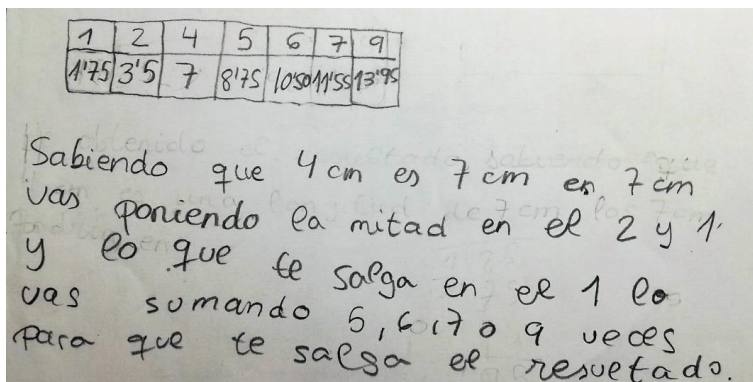 1 2 4 5 6 7 9
1'75 3'5 7 8'75 10'50 11'55 13'95
Sabiendo que 4 cm es 7 cm en 7 cm
vas poniendo la mitad en el 2 y 1.
y lo que te salga en el 1 lo
vas sumando 5, 6, 7 o 9 veces
para que te salga el resultado.